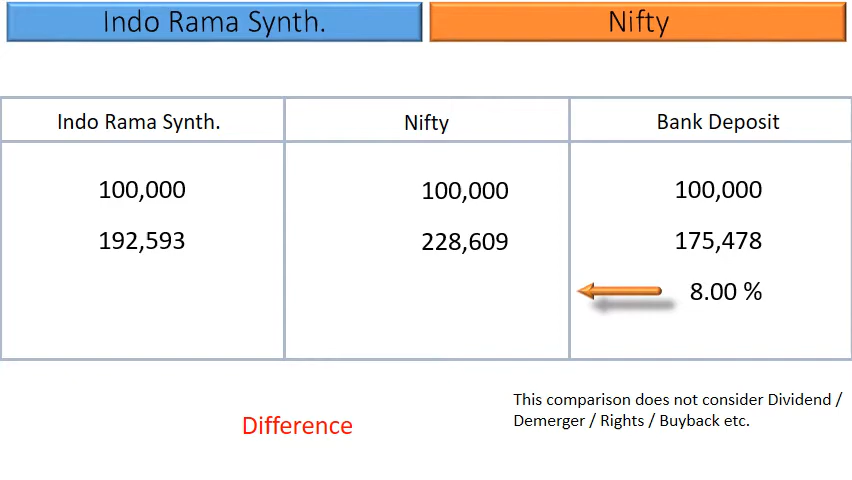 Indo Rama Synth. Nifty
Indo Rama Synth. Nifty Bank Deposit
100,000 100,000 100,000
192,593 228,609 175,478
8.00 %
This comparison does not consider Dividend /
Demerger / Rights / Buyback etc.
Difference